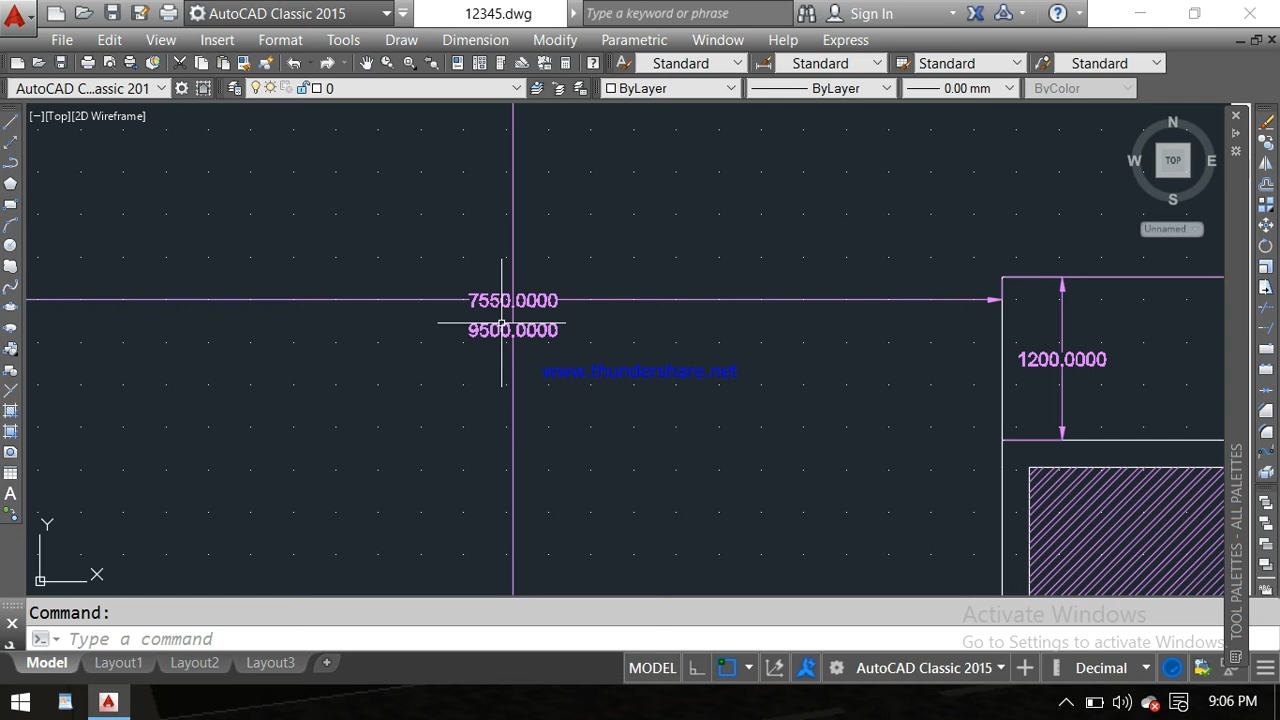 AutoCAD Classic 2015
12345.dwg
Type a keyword or phrase
Sign In
File Edit View Insert Format Tools Draw Dimension Modify Parametric Window Help Express
Standard Standard Standard Standard
AutoCAD C...assic 201 0 ByLayer ByLayer 0.00 mm ByColor
[−][Top][2D Wireframe]
N
W TOP E
S
Unnamed
7550.0000
9500.0000
1200.0000
www.thundershare.net
Y
X
TOOL PALETTES - ALL PALETTES
Command:
Type a command
Activate Windows
Go to Settings to activate Windows.
Model Layout1 Layout2 Layout3 +
MODEL AutoCAD Classic 2015 Decimal
9:06 PM